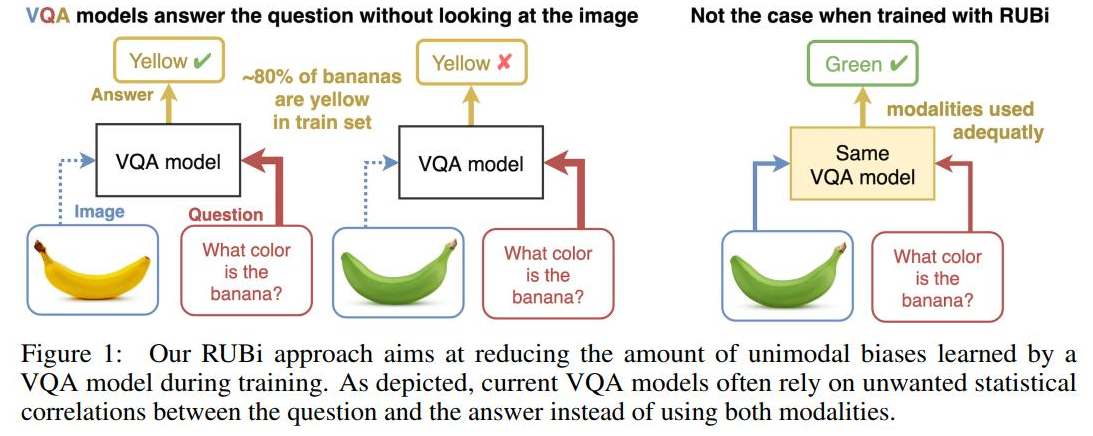 VQA models answer the question without looking at the image
Not the case when trained with RUBi
Yellow ✔
Answer
~80% of bananas
are yellow
in train set
Yellow ✘
VQA model
VQA model
Image
Question
What color
is the
banana?
What color
is the
banana?
Green ✔
modalities used
adequatly
Same
VQA model
What color
is the
banana?
Figure 1: Our RUBi approach aims at reducing the amount of unimodal biases learned by a
VQA model during training. As depicted, current VQA models often rely on unwanted statistical
correlations between the question and the answer instead of using both modalities.